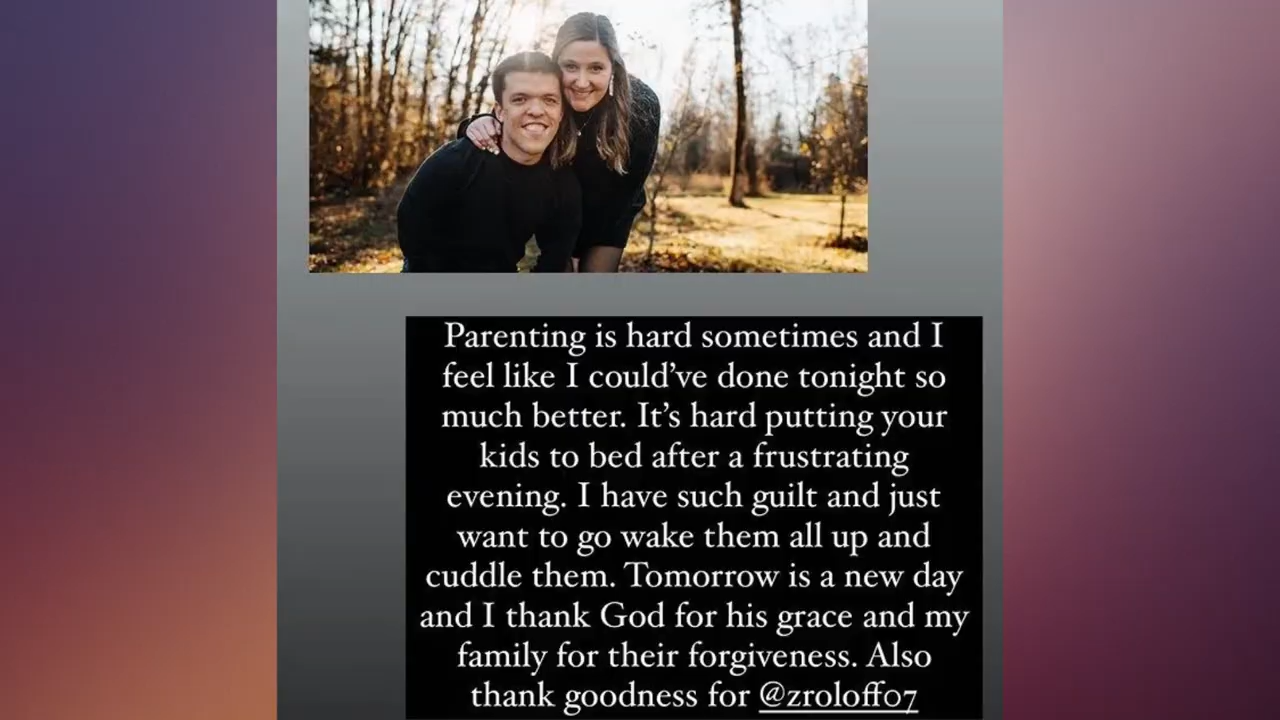 Parenting is hard sometimes and I
feel like I could’ve done tonight so
much better. It’s hard putting your
kids to bed after a frustrating
evening. I have such guilt and just
want to go wake them all up and
cuddle them. Tomorrow is a new day
and I thank God for his grace and my
family for their forgiveness. Also
thank goodness for @zroloff07